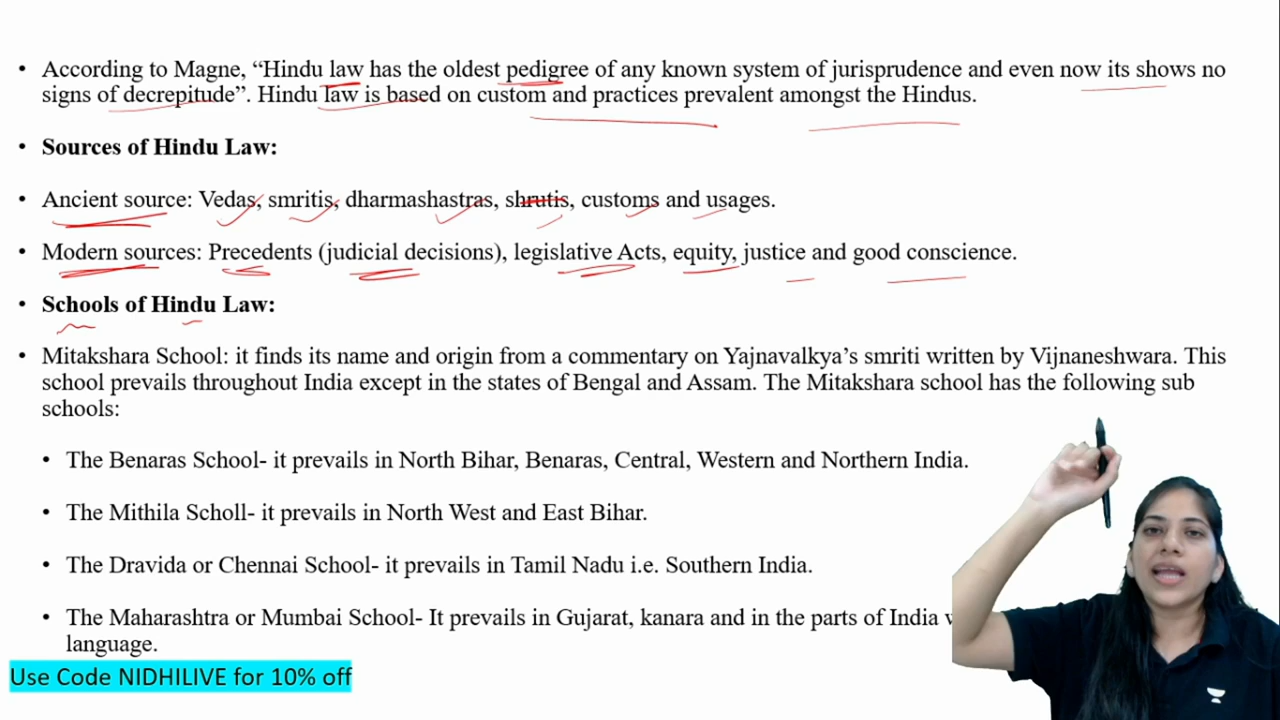 • According to Magne, “Hindu law has the oldest pedigree of any known system of jurisprudence and even now its shows no
signs of decrepitude”. Hindu law is based on custom and practices prevalent amongst the Hindus.
• Sources of Hindu Law:
• Ancient source: Vedas, smritis, dharmashastras, shrutis, customs and usages.
• Modern sources: Precedents (judicial decisions), legislative Acts, equity, justice and good conscience.
• Schools of Hindu Law:
• Mitakshara School: it finds its name and origin from a commentary on Yajnavalkya’s smriti written by Vijnaneshwara. This
school prevails throughout India except in the states of Bengal and Assam. The Mitakshara school has the following sub
schools:
• The Benaras School- it prevails in North Bihar, Benaras, Central, Western and Northern India.
• The Mithila Scholl- it prevails in North West and East Bihar.
• The Dravida or Chennai School- it prevails in Tamil Nadu i.e. Southern India.
• The Maharashtra or Mumbai School- It prevails in Gujarat, kanara and in the parts of India
language.
Use Code NIDHILIVE for 10% off